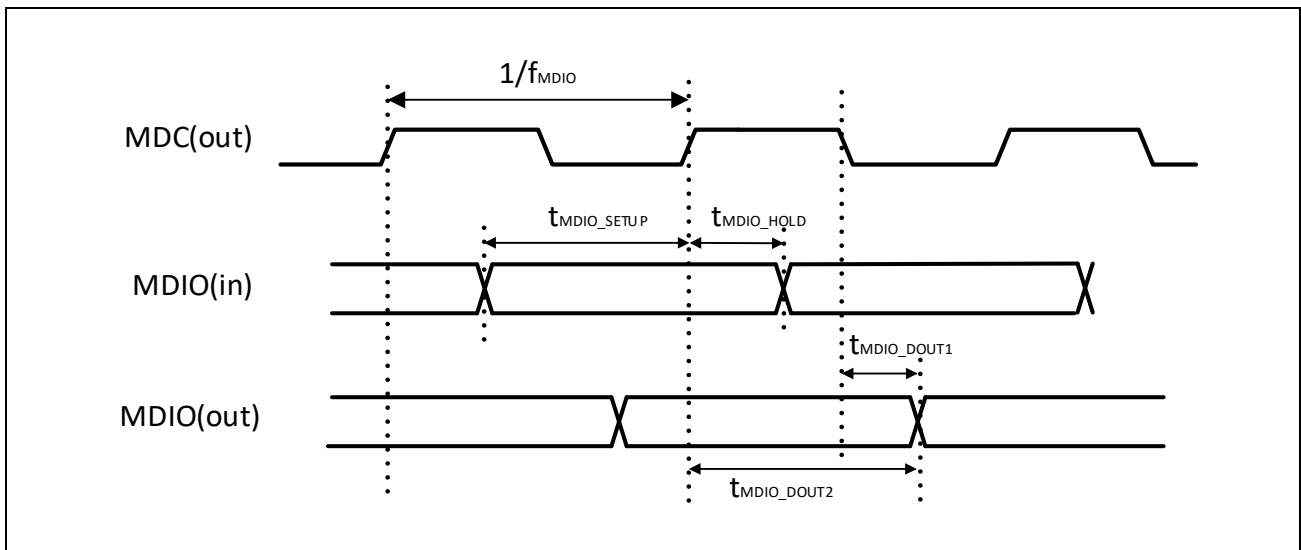 1/fMDIO
MDC(out)
tMDIO_SETUP
tMDIO_HOLD
MDIO(in)
tMDIO_DOUT1
MDIO(out)
tMDIO_DOUT2